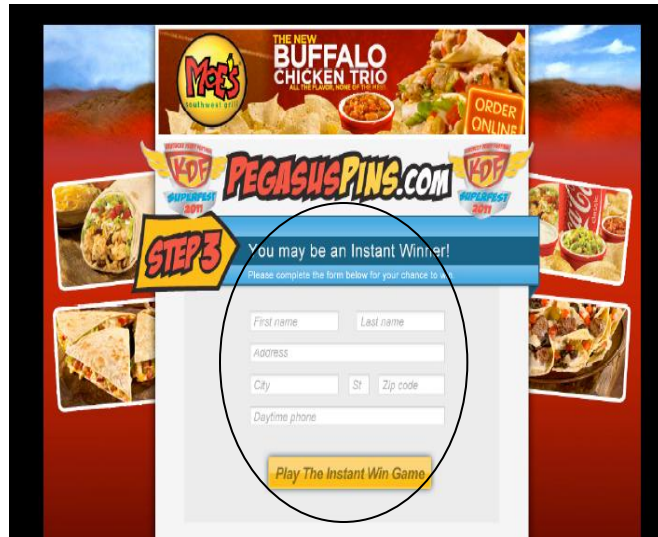 THE NEW
BUFFALO
CHICKEN TRIO
ALL THE FLAVOR, NONE OF THE MESS.
MOE'S
southwest grill
ORDER
ONLINE
KDF
SUPERFEST
2011
PEGASUSPINS.COM
KDF
SUPERFEST
2011
STEP 3
You may be an Instant Winner!
Please complete the form below for your chance to win.
First name Last name
Address
City St Zip code
Daytime phone
Play The Instant Win Game